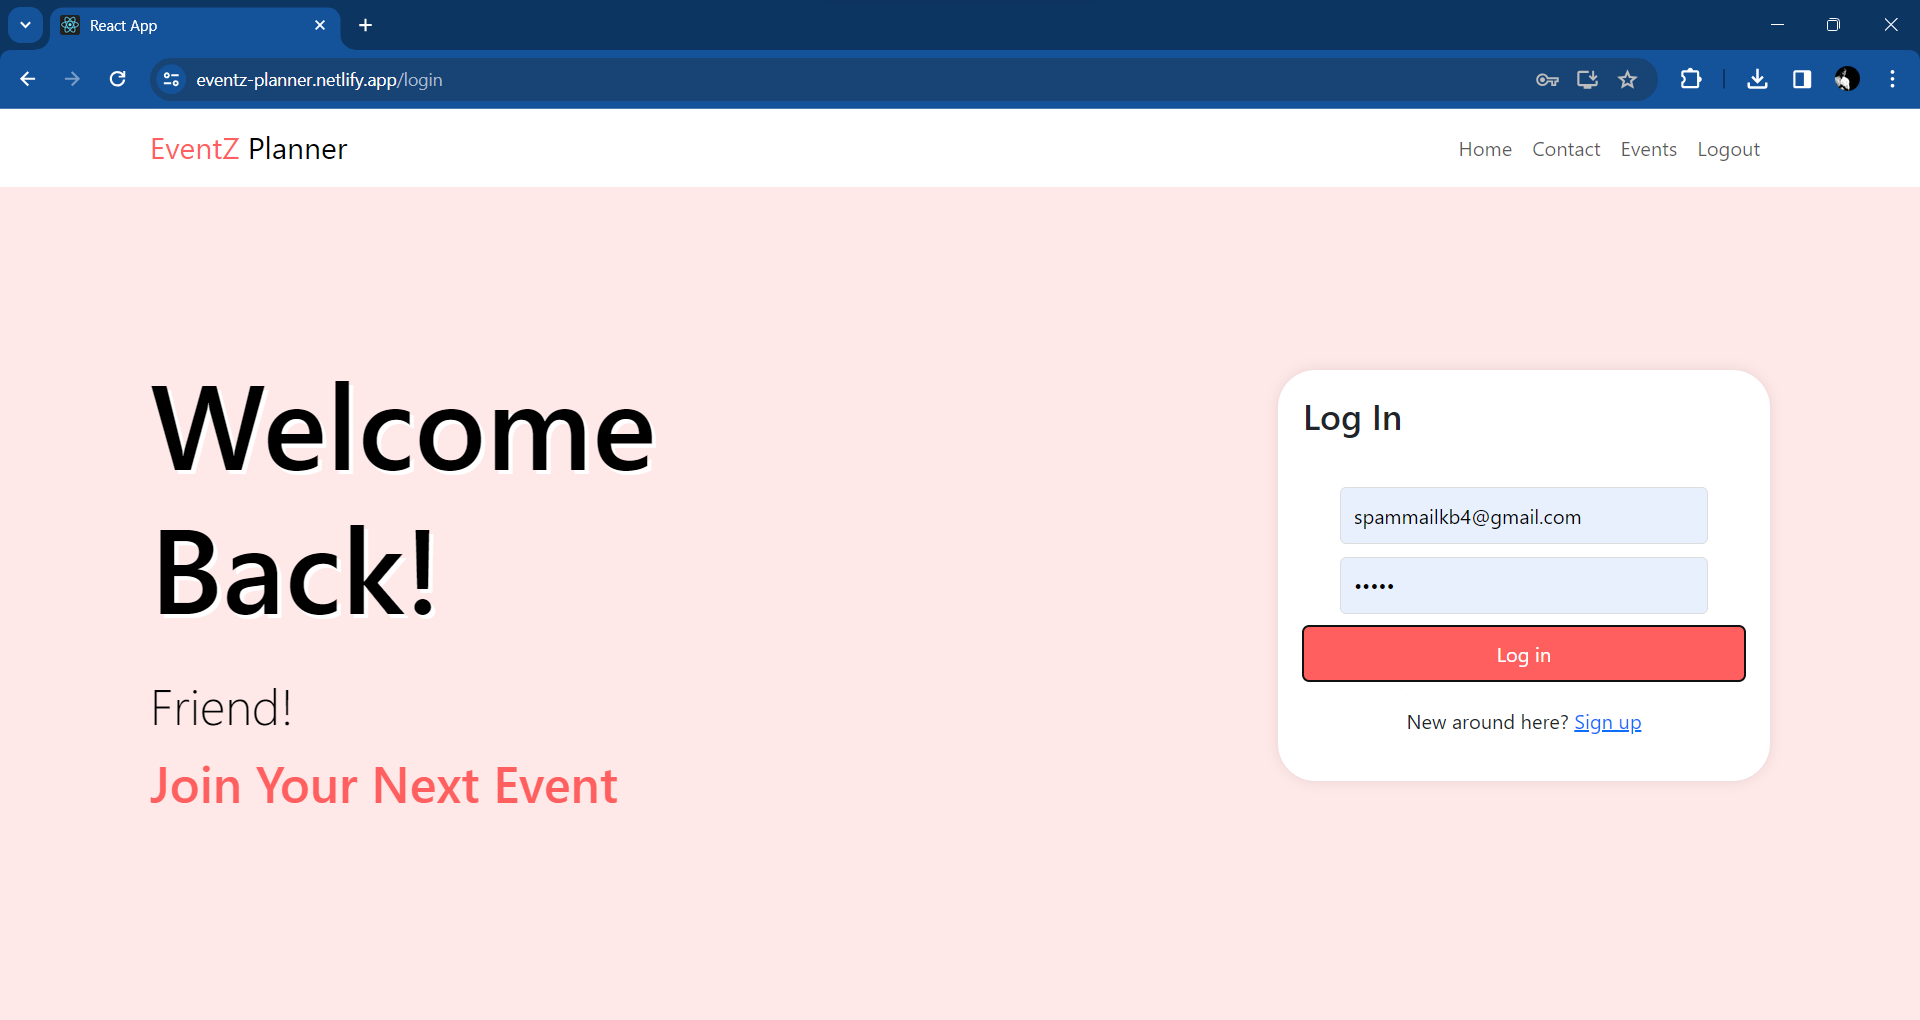 React App
eventz-planner.netlify.app/login
EventZ Planner
Home Contact Events Logout
Welcome
Back!
Friend!
Join Your Next Event
Log In
spammailkb4@gmail.com
•••••
Log in
New around here? Sign up